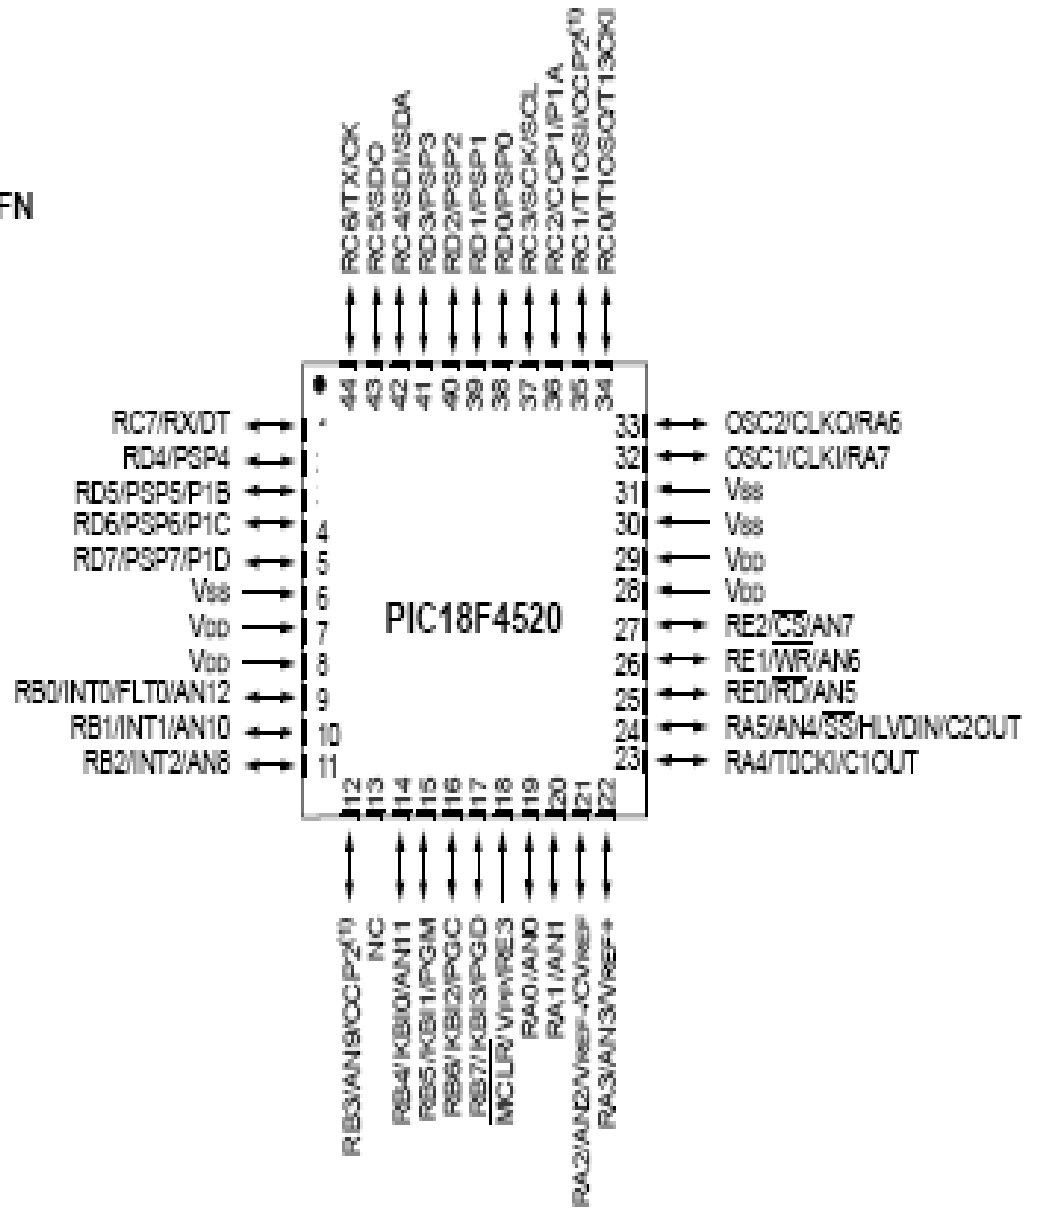 FN
RC6/TX/CK
RC5/SDO
RC4/SDI/SDA
RD3/PSP3
RD2/PSP2
RD1/PSP1
RD0/PSP0
RC3/SCK/SCL
RC2/CCP1/P1A
RC1/T1OSI/CCP2(1)
RC0/T1OSO/T13CKI
44
43
42
41
40
39
38
37
36
35
34
RC7/RX/DT
RD4/PSP4
RD5/PSP5/P1B
RD6/PSP6/P1C
RD7/PSP7/P1D
VSS
VDD
VDD
RB0/INT0/FLT0/AN12
RB1/INT1/AN10
RB2/INT2/AN8
4
5
6
7
8
9
10
11
PIC18F4520
33
32
31
30
29
28
27
26
25
24
23
OSC2/CLKO/RA6
OSC1/CLKI/RA7
VSS
VSS
VDD
VDD
RE2/CS/AN7
RE1/WR/AN6
RE0/RD/AN5
RA5/AN4/SS/HLVDIN/C2OUT
RA4/T0CKI/C1OUT
12
13
14
15
16
17
18
19
20
21
22
RB3/AN9/CCP2(1)
NC
RB4/KBI0/AN11
RB5/KBI1/PGM
RB6/KBI2/PGC
RB7/KBI3/PGD
MCLR/VPP/RE3
RA0/AN0
RA1/AN1
RA2/AN2/VREF-/CVREF
RA3/AN3/VREF+